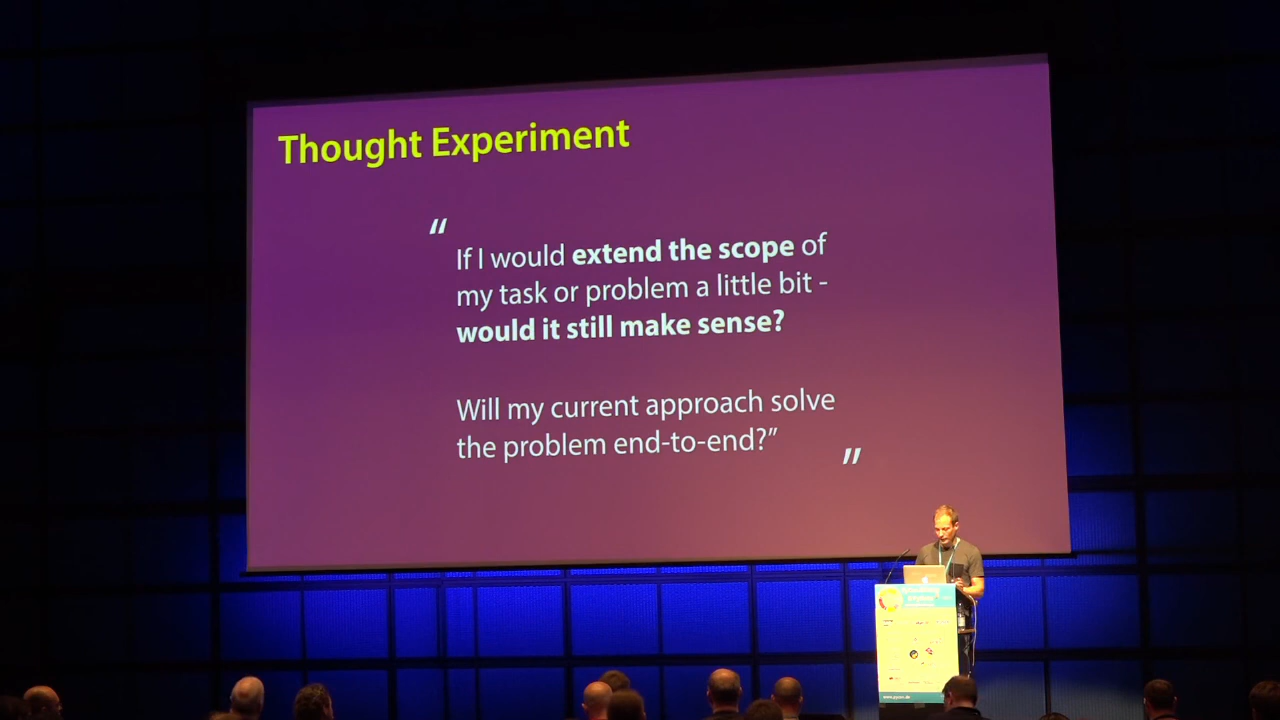 Thought Experiment
“
If I would extend the scope of
my task or problem a little bit -
would it still make sense?
Will my current approach solve
the problem end-to-end?”
”